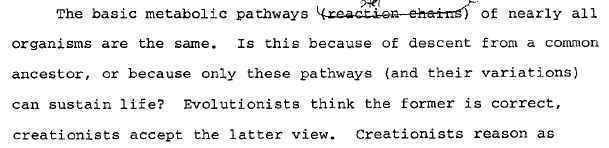 The basic metabolic pathways (reaction chains) of nearly all
organisms are the same. Is this because of descent from a common
ancestor, or because only these pathways (and their variations)
can sustain life? Evolutionists think the former is correct,
creationists accept the latter view. Creationists reason as